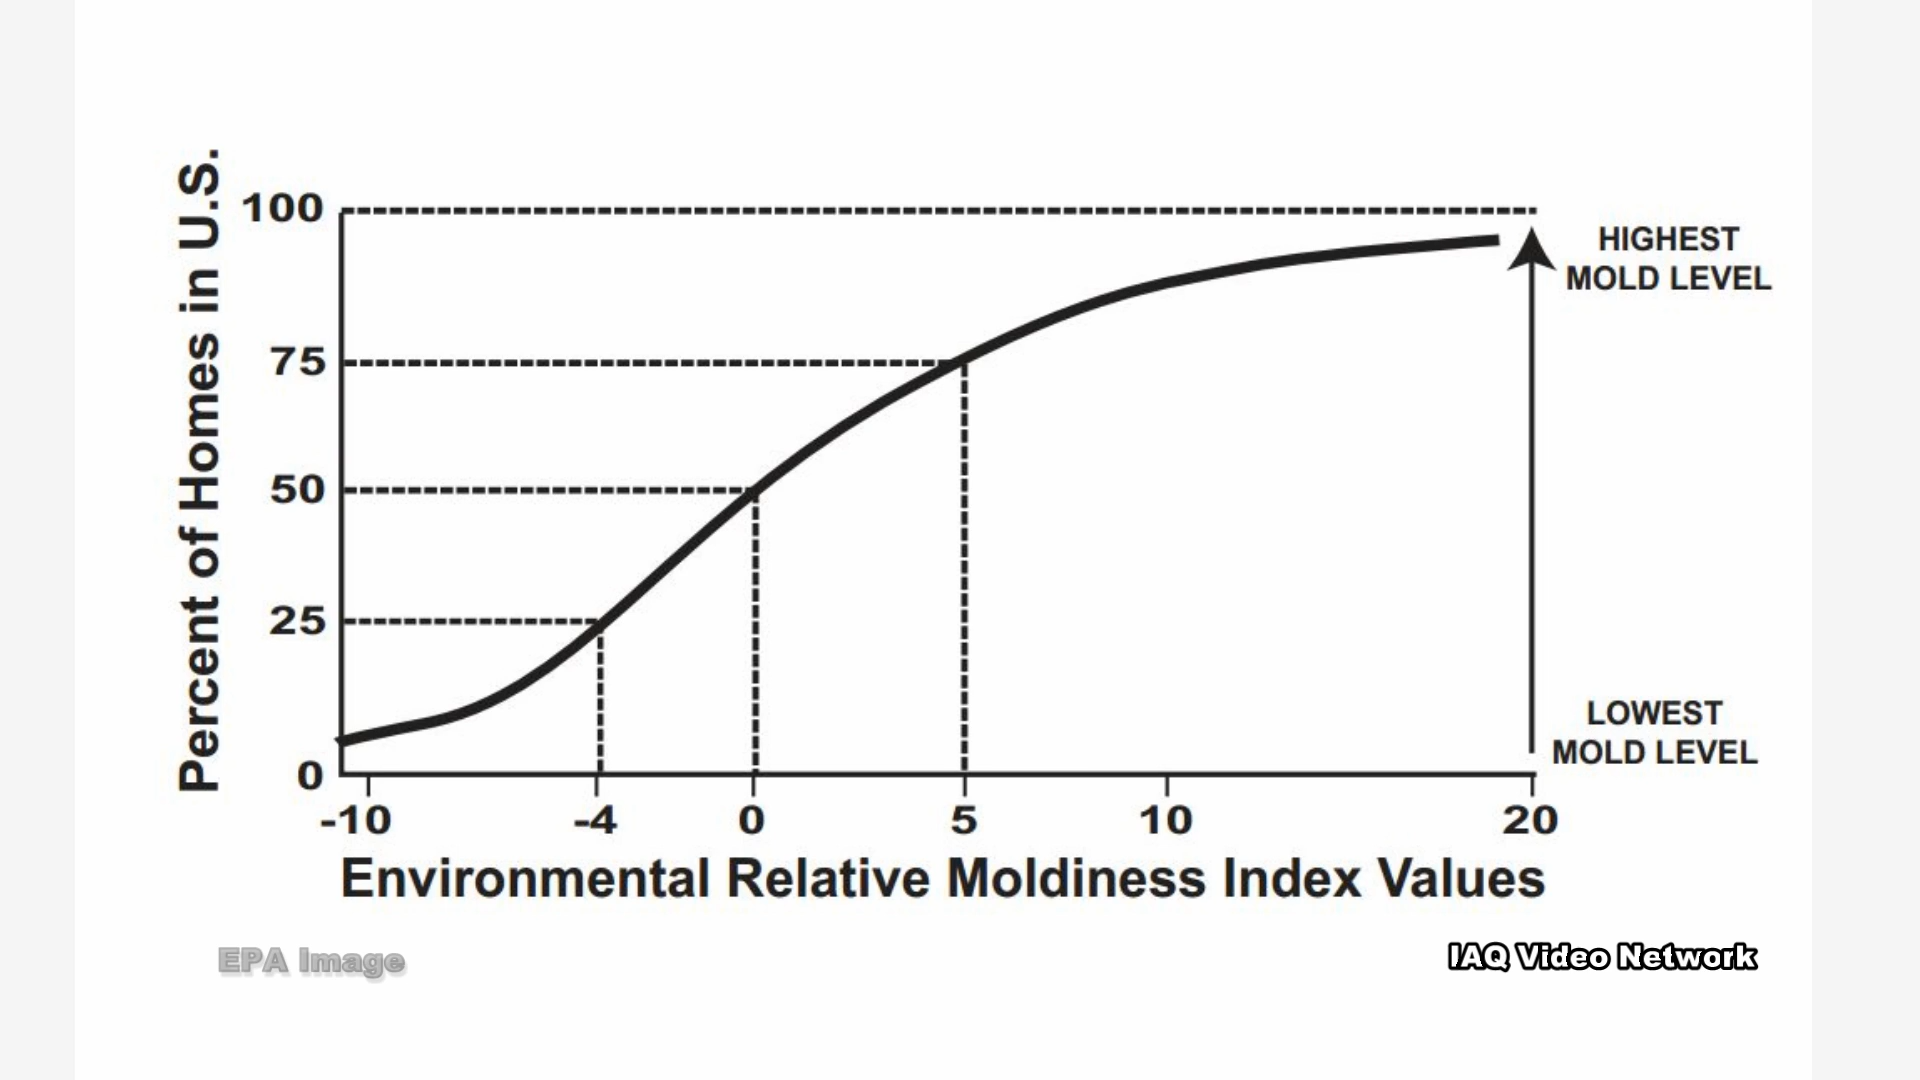 Percent of Homes in U.S.
100
75
50
25
0
-10 -4 0 5 10 20
Environmental Relative Moldiness Index Values
HIGHEST
MOLD LEVEL
LOWEST
MOLD LEVEL
EPA Image
IAQ Video Network